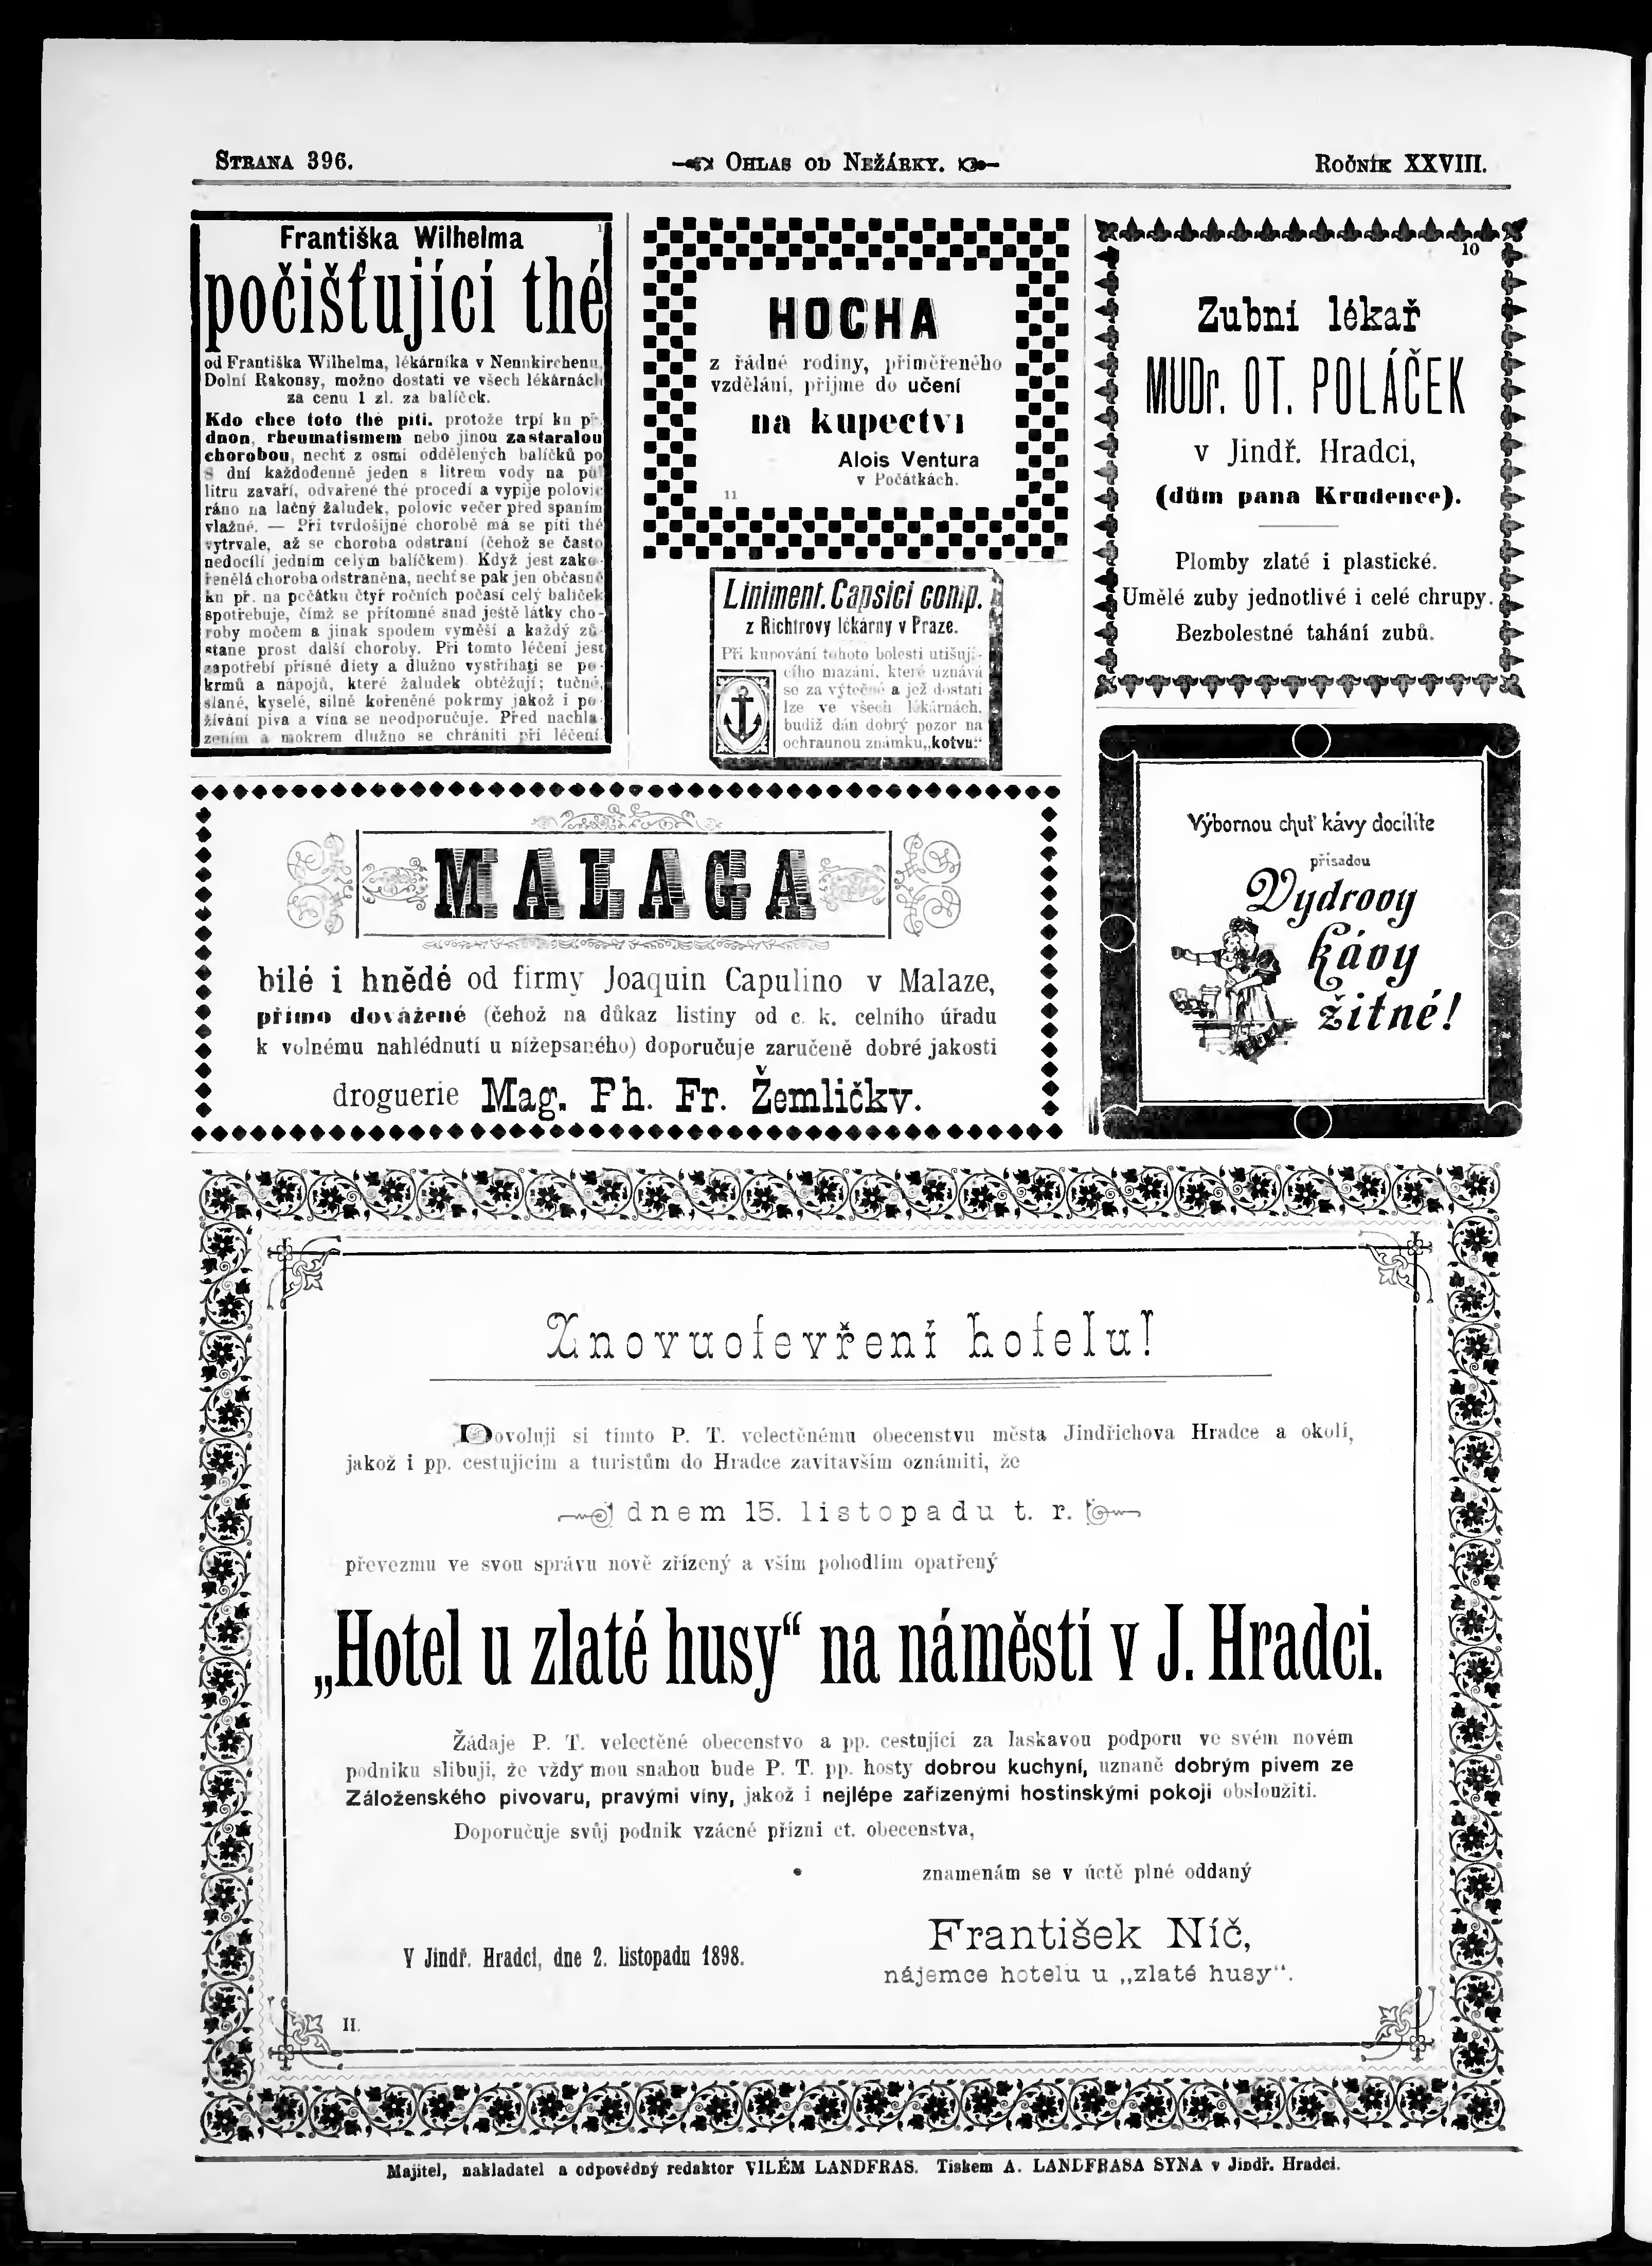 Strana 396.
Ohlas od Nežárky.
Ročník XXVIII.
Františka Wilhelma
počišťující thé
od Františka Wilhelma, lékárníka v Neunkirchenu,
Dolní Rakousy, možno dostati ve všech lékárnách
za cenu 1 zl. za balíček.
Kdo chce toto thé píti, protože trpí ku př.
dnou, rheumatismem nebo jinou zastaralou
chorobou, nechť z osmi oddělených balíčků po
8 dní každodenně jeden s litrem vody na půl
litru zavaří, odvařené thé procedí a vypije polovic
ráno na lačný žaludek, polovic večer před spaním
vlažné. — Při tvrdošijné chorobě má se píti thé
vytrvale, až se choroba odstraní (čehož se často
nedocílí jedním celým balíčkem). Když jest zako-
řenělá choroba odstraněna, nechť se pak jen občasně
ku př. na počátku čtyř ročních počasí celý balíček
spotřebuje, čímž se přítomné snad ještě látky cho-
roby močem a jinak spodem vyměší a každý zů-
stane prost další choroby. Při tomto léčení jest
zapotřebí přísné diety a dlužno vystříhati se po-
krmů a nápojů, které žaludek obtěžují; tučné,
slané, kyselé, silně kořeněné pokrmy jakož i po-
žívání piva a vína se neodporučuje. Před nachla-
zením a mokrem dlužno se chrániti při léčení.
HOCHA
z řádné rodiny, přiměřeného
vzdělání, přijme do učení
na kupectví
Alois Ventura
v Počátkách.
11
Liniment. Capsici comp.
z Richtrovy lékárny v Praze.
Při kupování tohoto bolesti utišují-
cího mazání, které uznává
se za výtečné a jež dostati
lze ve všech lékárnách,
budiž dán dobrý pozor na
ochrannou známku „kotvu“
10
Zubní lékař
MUDr. OT. POLÁČEK
v Jindř. Hradci,
(dům pana Krudence).
Plomby zlaté i plastické.
Umělé zuby jednotlivé i celé chrupy.
Bezbolestné tahání zubů.
MALAGA
bílé i hnědé od firmy Joaquin Capulino v Malaze,
přímo dovážené (čehož na důkaz listiny od c. k. celního úřadu
k volnému nahlédnutí u nížepsaného) doporučuje zaručeně dobré jakosti
droguerie Mag. Ph. Fr. Žemličky.
Výbornou chuť kávy docílíte
přísadou
Vydrovy
kávy
žitné!
Znovuotevření hotelu!
Dovoluji si tímto P. T. velectěnému obecenstvu města Jindřichova Hradce a okolí,
jakož i pp. cestujícím a turistům do Hradce zavítavším oznámiti, že
dnem 15. listopadu t. r.
převezmu ve svou správu nově zřízený a vším pohodlím opatřený
„Hotel u zlaté husy“ na náměstí v J. Hradci.
Žádaje P. T. velectěné obecenstvo a pp. cestující za laskavou podporu ve svém novém
podniku slibuji, že vždy mou snahou bude P. T. pp. hosty dobrou kuchyní, uznaně dobrým pivem ze
Záloženského pivovaru, pravými víny, jakož i nejlépe zařízenými hostinskými pokoji obsloužiti.
Doporučuje svůj podnik vzácné přízni ct. obecenstva,
znamenám se v úctě plné oddaný
František Níč,
nájemce hotelu u „zlaté husy“.
V Jindř. Hradci, dne 2. listopadu 1898.
II.
Majitel, nakladatel a odpovědný redaktor VILÉM LANDFRAS. Tiskem A. LANDFRASA SYNA v Jindř. Hradci.